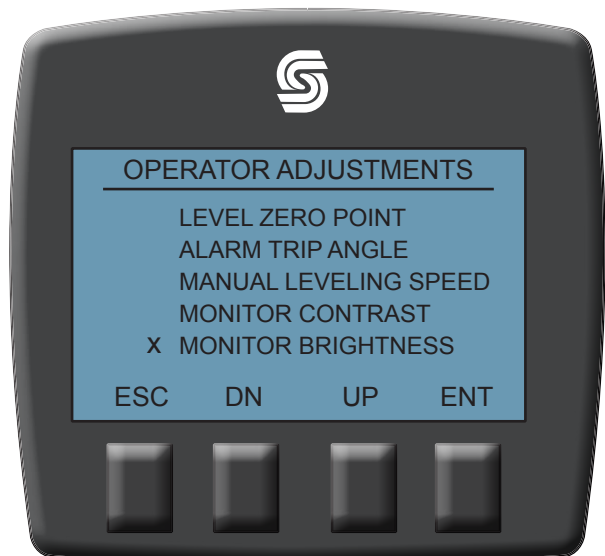 OPERATOR ADJUSTMENTS
LEVEL ZERO POINT
ALARM TRIP ANGLE
MANUAL LEVELING SPEED
MONITOR CONTRAST
X MONITOR BRIGHTNESS
ESC DN UP ENT